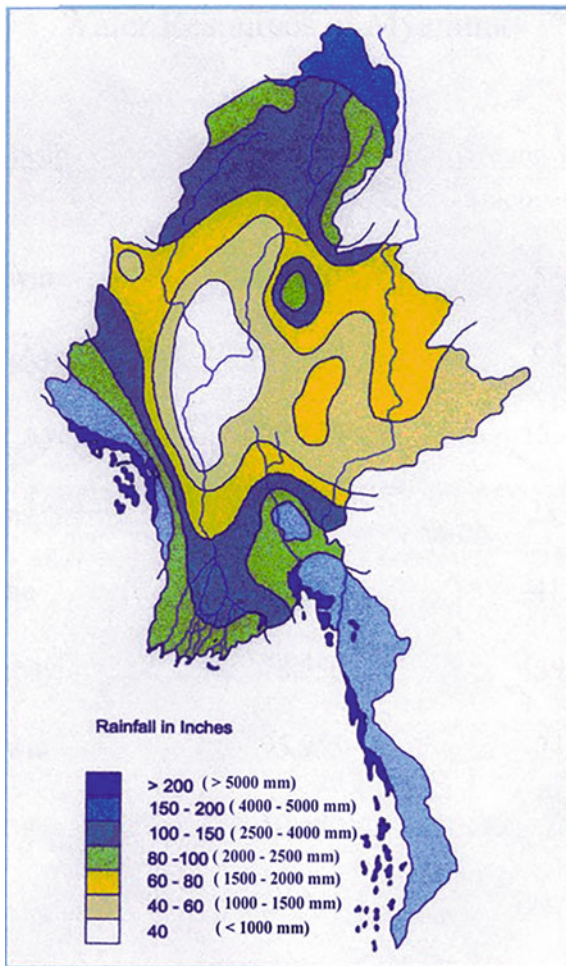 Rainfall in Inches
> 200 ( > 5000 mm)
150 - 200 ( 4000 - 5000 mm)
100 - 150 ( 2500 - 4000 mm)
80 -100 ( 2000 - 2500 mm)
60 - 80 ( 1500 - 2000 mm)
40 - 60 ( 1000 - 1500 mm)
40 ( < 1000 mm)